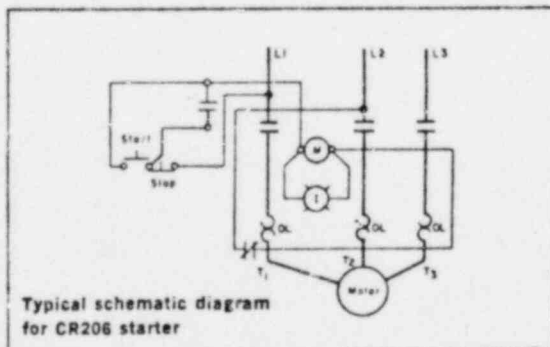 L1 L2 L3
Start
Stop
M
I
OL OL OL
T1 T2 T3
Motor
Typical schematic diagram
for CR206 starter